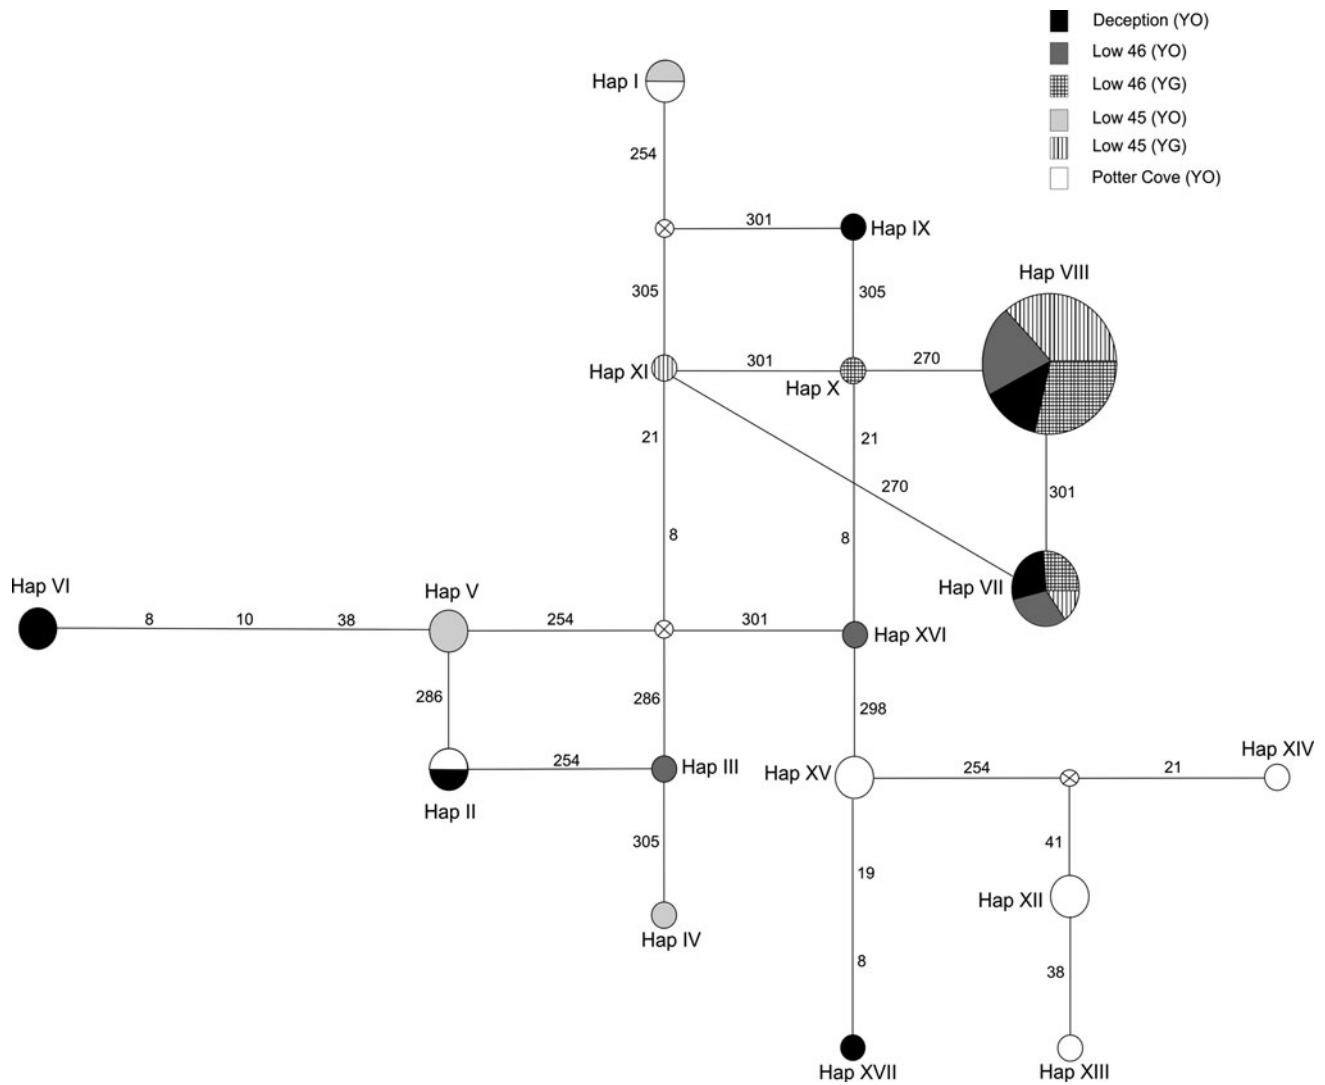 Deception (YO)
Low 46 (YO)
Low 46 (YG)
Low 45 (YO)
Low 45 (YG)
Potter Cove (YO)
Hap I
254
301
Hap IX
305
305
Hap VIII
Hap XI
301
Hap X
270
21
21
270
301
8
8
Hap VI
8
10
38
Hap V
254
301
Hap XVI
Hap VII
286
286
298
254
Hap III
Hap II
Hap XV
254
21
Hap XIV
305
19
41
Hap XII
Hap IV
8
38
Hap XVII
Hap XIII